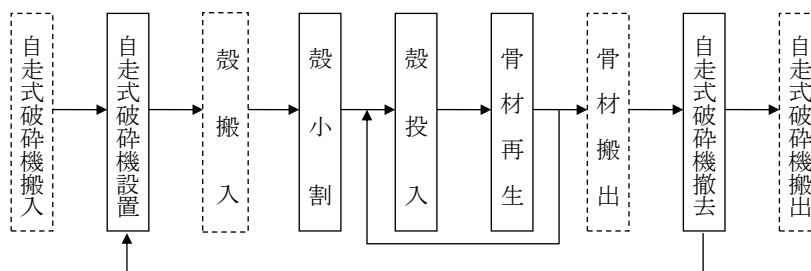 自走式破砕機搬入
自走式破砕機設置
殻搬入
殻小割
殻投入
骨材再生
骨材搬出
自走式破砕機撤去
自走式破砕機搬出